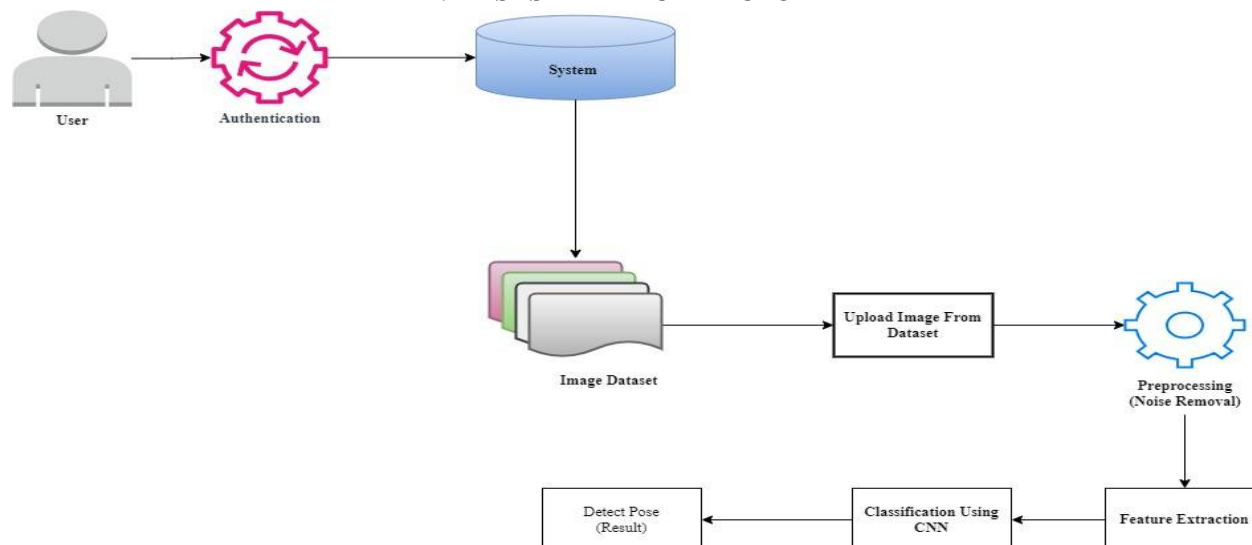 System
User
Authentication
Upload Image From
Dataset
Image Dataset
Preprocessing
(Noise Removal)
Detect Pose
(Result)
Classification Using
CNN
Feature Extraction